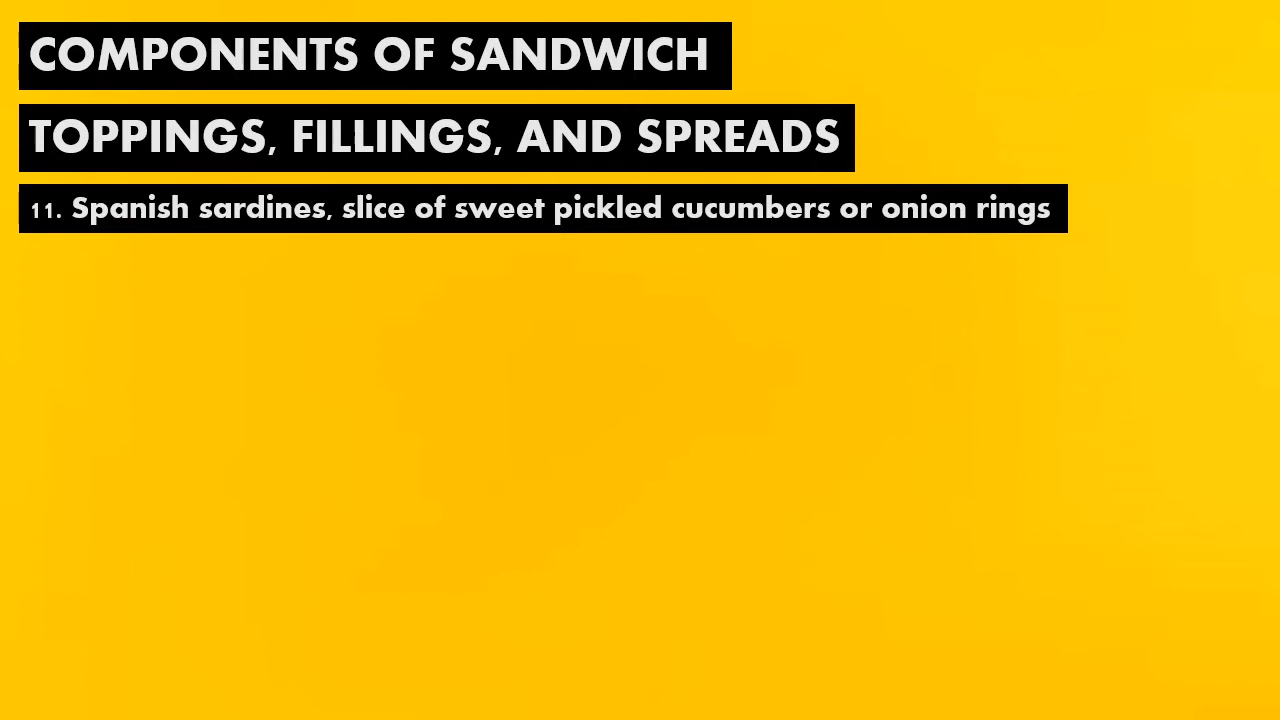 COMPONENTS OF SANDWICH
TOPPINGS, FILLINGS, AND SPREADS
11. Spanish sardines, slice of sweet pickled cucumbers or onion rings